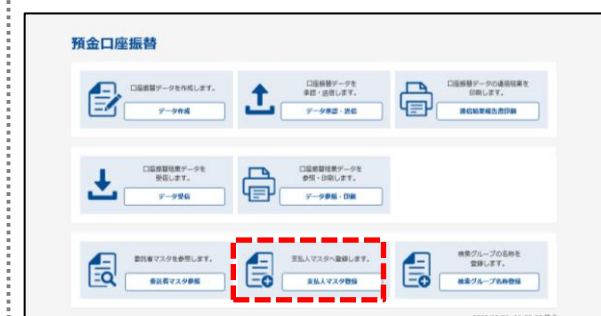 預金口座振替
口座振替データを作成します。
データ作成
口座振替データを
承認・送信します。
データ承認・送信
口座振替データの通信結果を
印刷します。
通信結果報告書印刷
口座振替結果データを
受信します。
データ受信
口座振替結果データを
参照・印刷します。
データ参照・印刷
委託者マスタを参照します。
委託者マスタ参照
支払人マスタへ登録します。
支払人マスタ登録
検索グループの名称を
登録します。
検索グループ名称登録